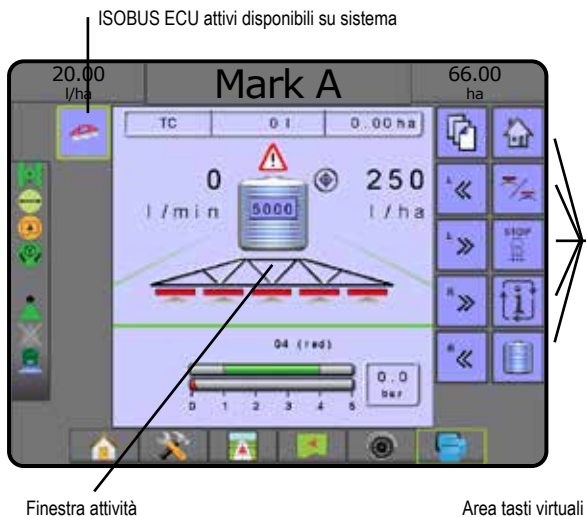 ISOBUS ECU attivi disponibili su sistema
20.00 Mark A 66.00
l/ha ha
TC 0 l 0.00 ha
0 250
l/min 5000 l/ha
STOP
L
L
R
R
04 (red)
0.0
bar
0 1 2 3 4 5
Finestra attività Area tasti virtuali